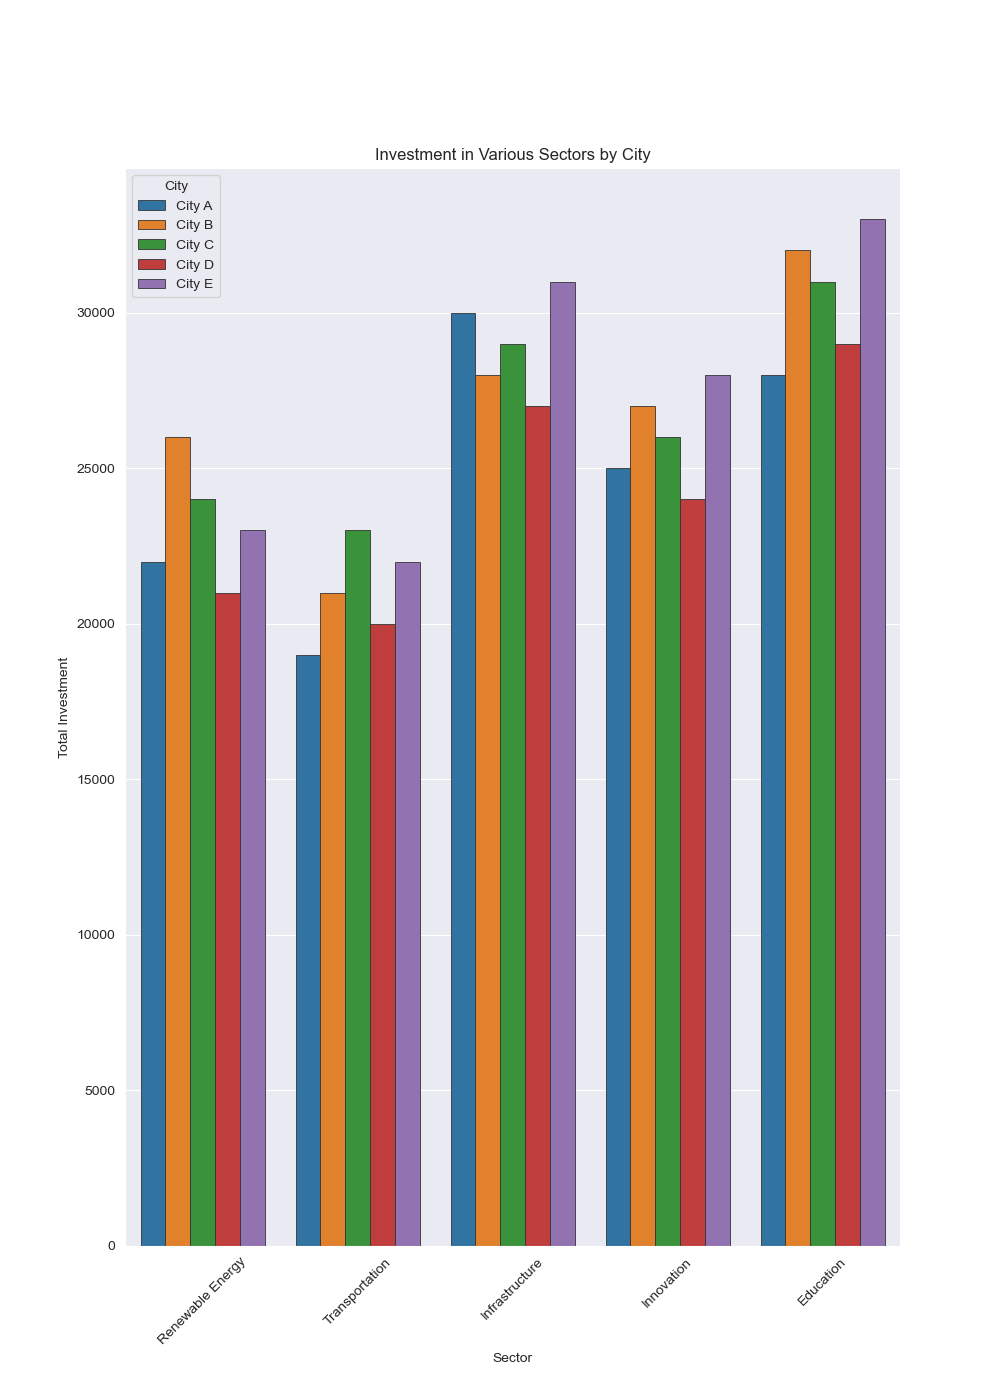 Investment in Various Sectors by City
City
City A
City B
City C
City D
City E
30000
25000
20000
15000
10000
5000
0
Total Investment
Renewable Energy
Transportation
Infrastructure
Innovation
Education
Sector